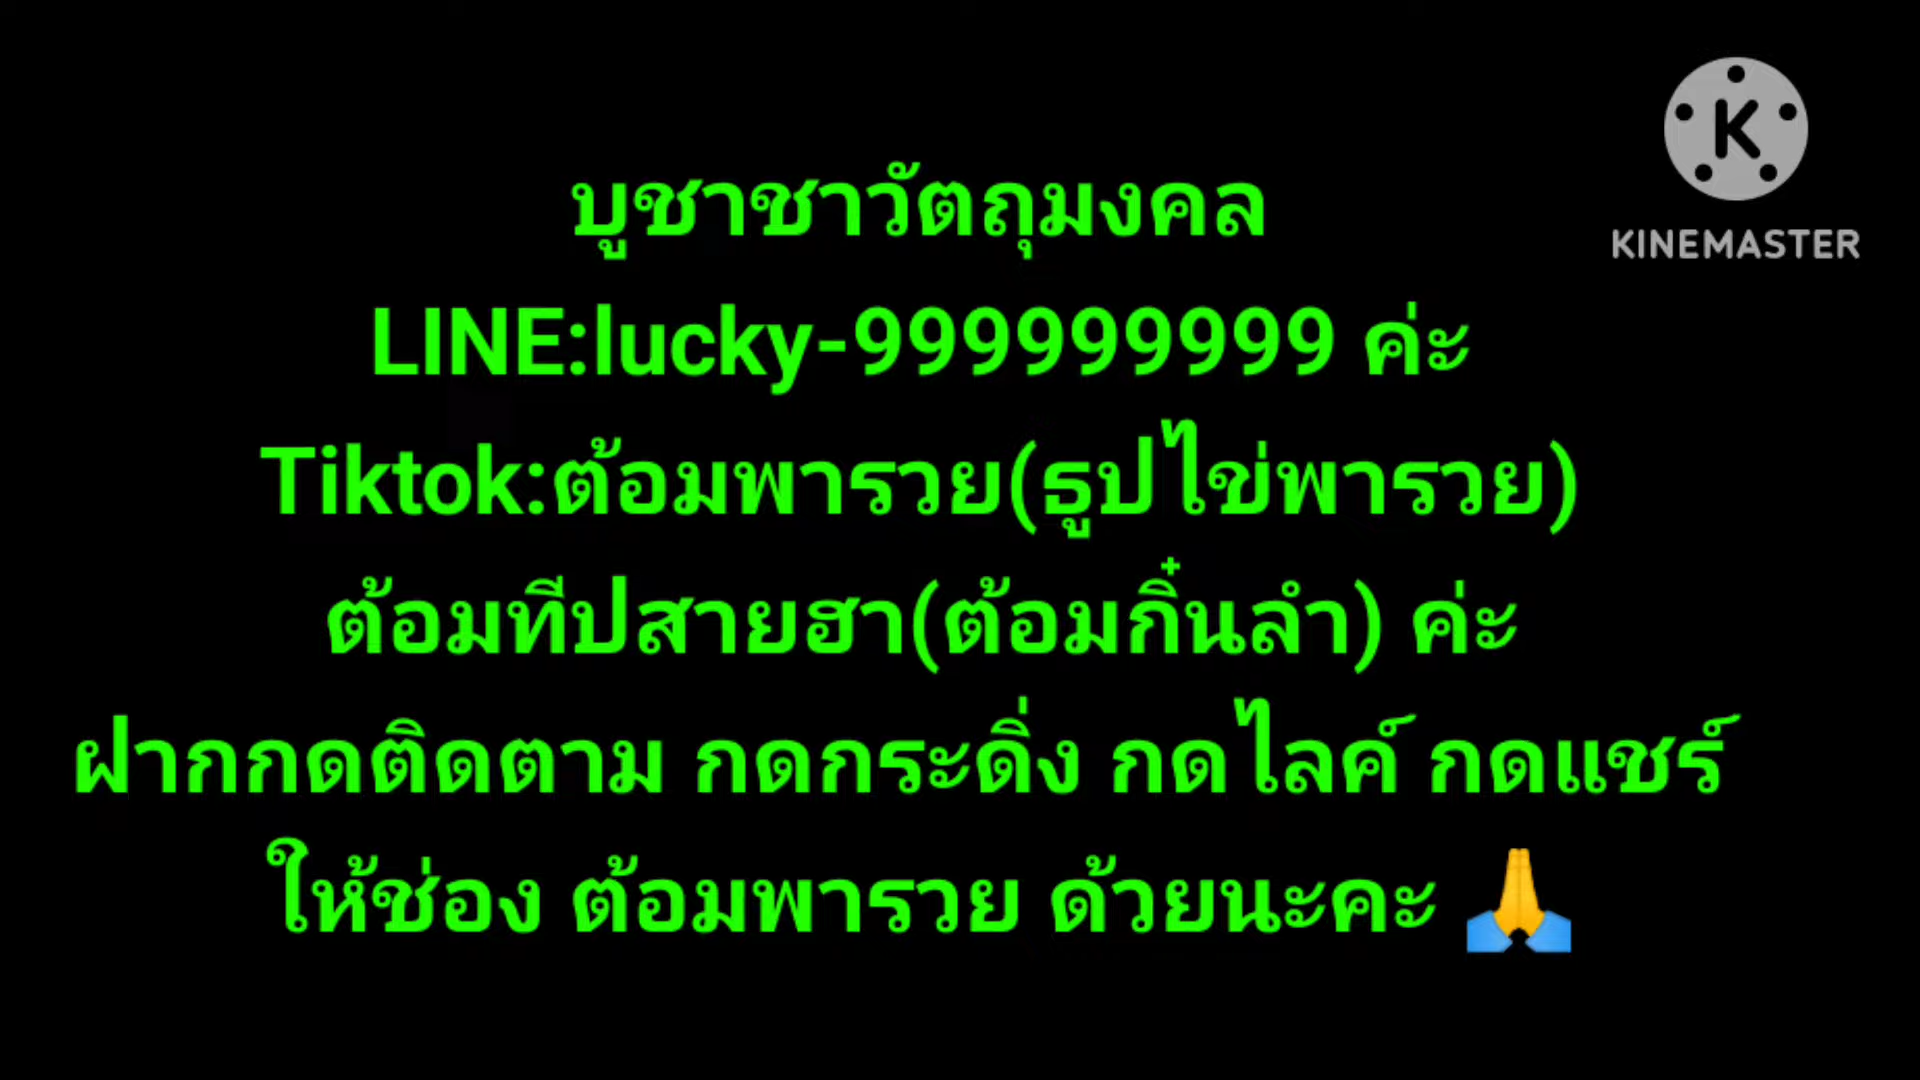 บูชาชาวัตถุมงคล
LINE:lucky-999999999 ค่ะ
Tiktok:ต้อมพารวย(ธูปไข่พารวย)
ต้อมทีปสายฮา(ต้อมกิ๋นลำ) ค่ะ
ฝากกดติดตาม กดกระดิ่ง กดไลค์ กดแชร์
ให้ช่อง ต้อมพารวย ด้วยนะคะ 🙏
K
KINEMASTER